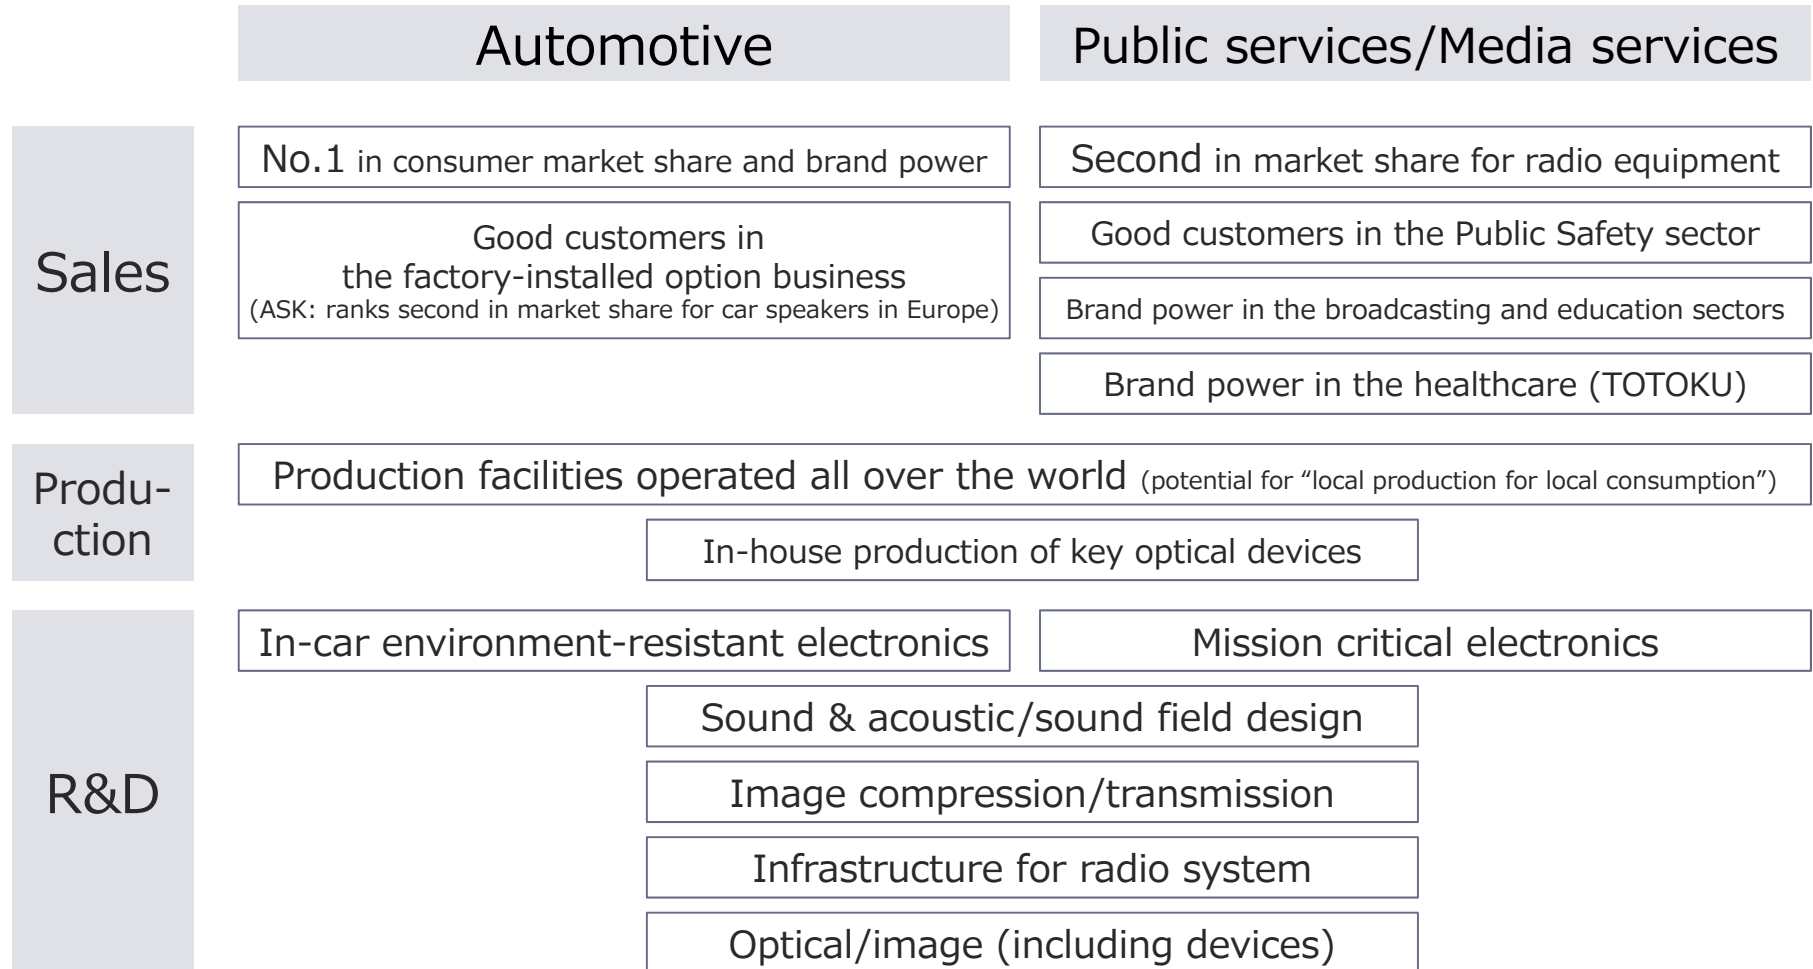 Automotive
Public services/Media services
Sales
No.1 in consumer market share and brand power
Second in market share for radio equipment
Good customers in
the factory-installed option business
(ASK: ranks second in market share for car speakers in Europe)
Good customers in the Public Safety sector
Brand power in the broadcasting and education sectors
Brand power in the healthcare (TOTOKU)
Produ-
ction
Production facilities operated all over the world (potential for “local production for local consumption”)
In-house production of key optical devices
R&D
In-car environment-resistant electronics
Mission critical electronics
Sound & acoustic/sound field design
Image compression/transmission
Infrastructure for radio system
Optical/image (including devices)